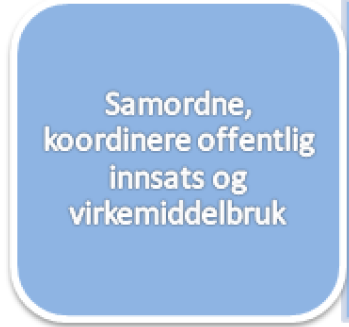 Samordne,
koordinere offentlig
innsats og
virkemiddelbruk